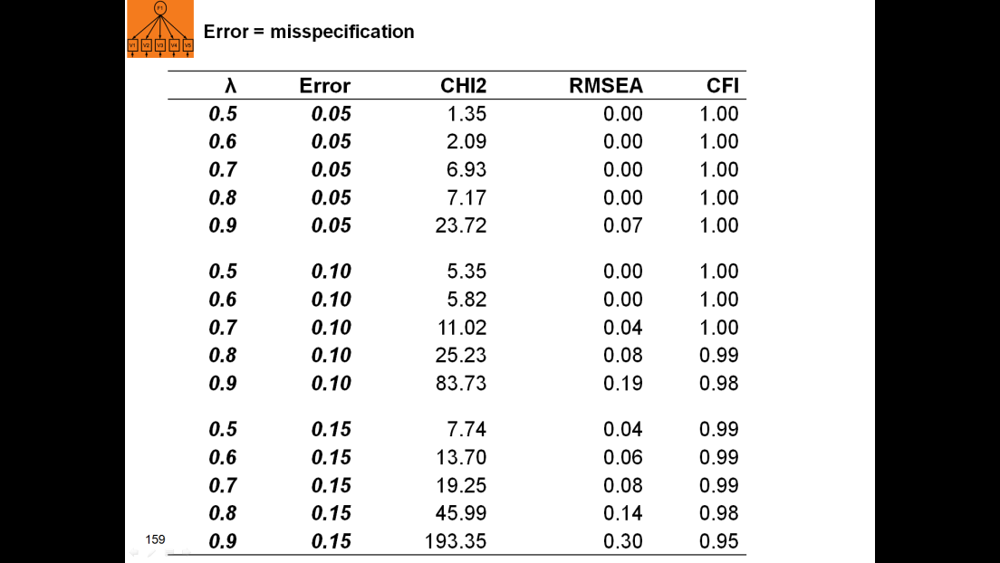 F1
V1 V2 V3 V4 V5
Error = misspecification
λ Error CHI2 RMSEA CFI
0.5 0.05 1.35 0.00 1.00
0.6 0.05 2.09 0.00 1.00
0.7 0.05 6.93 0.00 1.00
0.8 0.05 7.17 0.00 1.00
0.9 0.05 23.72 0.07 1.00
0.5 0.10 5.35 0.00 1.00
0.6 0.10 5.82 0.00 1.00
0.7 0.10 11.02 0.04 1.00
0.8 0.10 25.23 0.08 0.99
0.9 0.10 83.73 0.19 0.98
0.5 0.15 7.74 0.04 0.99
0.6 0.15 13.70 0.06 0.99
0.7 0.15 19.25 0.08 0.99
0.8 0.15 45.99 0.14 0.98
0.9 0.15 193.35 0.30 0.95
159